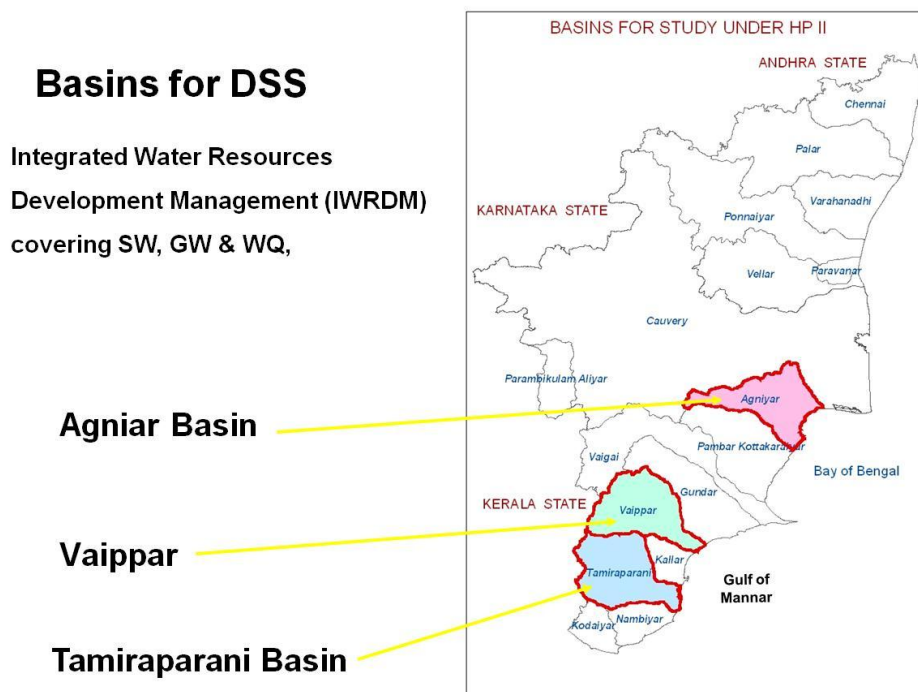 Basins for DSS
Integrated Water Resources
Development Management (IWRDM)
covering SW, GW & WQ,
Agniar Basin
Vaippar
Tamiraparani Basin
BASINS FOR STUDY UNDER HP II
ANDHRA STATE
Chennai
Palar
Varahanadhi
KARNATAKA STATE
Ponnaiyar
Vellar
Paravanar
Cauvery
Parambikulam Aliyar
Agniyar
Pambar Kottakaraiyar
Vaigai
Bay of Bengal
Gundar
KERALA STATE
Vaippar
Kallar
Tamiraparani
Gulf of
Mannar
Nambiyar
Kodaiyar